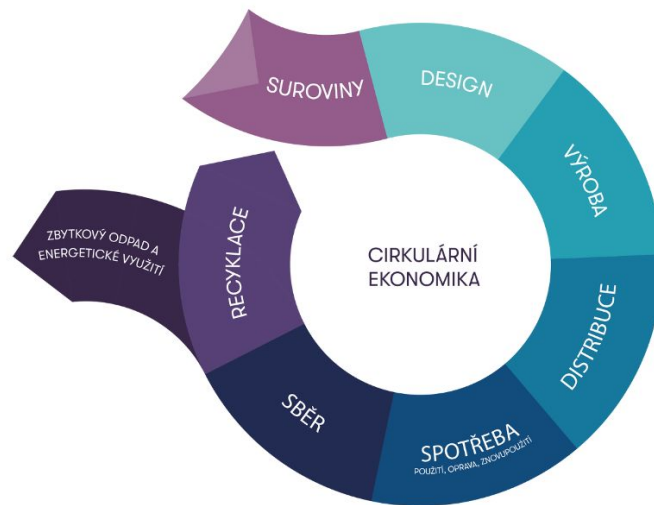 SUROVINY
DESIGN
VÝROBA
DISTRIBUCE
SPOTŘEBA
POUŽITÍ, OPRAVA, ZNOVUPOUŽITÍ
SBĚR
RECYKLACE
ZBYTKOVÝ ODPAD A
ENERGETICKÉ VYUŽITÍ
CIRKULÁRNÍ
EKONOMIKA